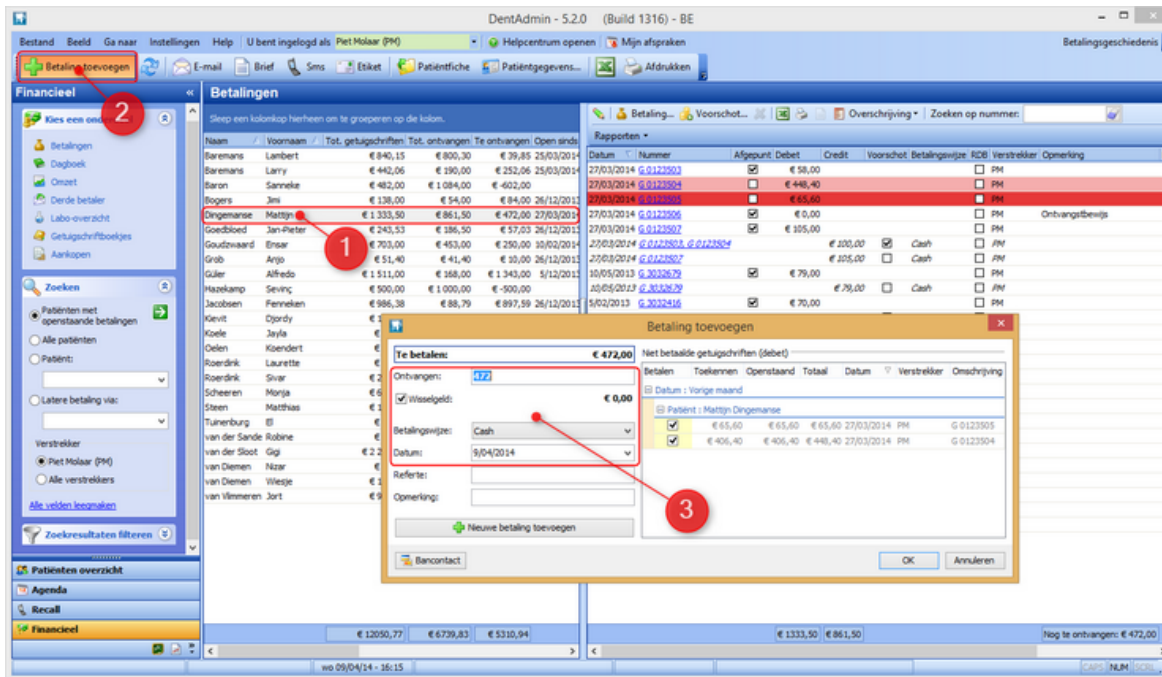 DentAdmin - 5.2.0 (Build 1316) - BE
Bestand Beeld Ga naar Instellingen Help U bent ingelogd als Piet Molaar (PM) Helpcentrum openen Mijn afspraken Betalingsgeschiedenis
Betaling toevoegen E-mail Brief Sms Etiket Patiëntfiche Patiëntgegevens... Afdrukken
2
Financieel «
Kies een
Betalingen
Dagboek
Omzet
Derde betaler
Labo-overzicht
Getuigschriftboekjes
Aankopen
Zoeken
Patiënten met
openstaande betalingen
Alle patiënten
Patiënt:
Latere betaling via:
Verstrekker
Piet Molaar (PM)
Alle verstrekkers
Alle velden leegmaken
Zoekresultaten filteren
Patiënten overzicht
Agenda
Recall
Financieel
Betalingen
Sleep een kolomkop hierheen om te groeperen op die kolom.
Naam Voornaam Tot. getuigschriften Tot. ontvangen Te ontvangen Open sinds
Baremans Lambert € 840,15 € 800,30 € 39,85 25/03/2014
Baremans Larry € 442,06 € 190,00 € 252,06 25/03/2014
Baron Sanneke € 482,00 € 1 084,00 € -602,00
Bogers Jmi € 138,00 € 54,00 € 84,00 26/12/2013
Dingemanse Mattijn € 1 333,50 € 861,50 € 472,00 27/03/2014
Goedbloed Jan-Pieter € 243,53 € 186,50 € 57,03 26/12/2013
Goudzwaard Ensar € 703,00 € 453,00 € 250,00 10/02/2014
Grob Anjo € 51,40 € 41,40 € 10,00 26/12/2013
Güler Alfredo € 1 511,00 € 168,00 € 1 343,00 5/12/2013
Hazekamp Sevinç € 500,00 € 1 000,00 € -500,00
Jacobsen Fenneken € 986,38 € 88,79 € 897,59 26/12/2013
Kievit Djordy € 1
Koele Jayla €
Oelen Koendert €
Roerdink Laurette €
Roerdink Sivar € 2
Scheeren Monja € 6
Steen Matthias € 1
Tuinenburg El €
van der Sande Robine €
van der Sloot Gigi € 2 2
van Diemen Nizar €
van Diemen Wiesje € 1
van Vlimmeren Jort € 9
€ 12050,77 € 6739,83 € 5310,94
1
Betaling... Voorschot... Overschrijving Zoeken op nummer:
Rapporten
Datum Nummer Afgepunt Debet Credit Voorschot Betalingswijze RDB Verstrekker Opmerking
27/03/2014 G 0123503 € 58,00 PM
27/03/2014 G 0123504 € 448,40 PM
27/03/2014 G 0123505 € 65,60 PM
27/03/2014 G 0123506 € 0,00 PM Ontvangstbewijs
27/03/2014 G 0123507 € 105,00 PM
27/03/2014 G 0123503, G 0123504 € 100,00 Cash PM
27/03/2014 G 0123507 € 105,00 Cash PM
10/05/2013 G 3032679 € 79,00 PM
10/05/2013 G 3032679 € 79,00 Cash PM
5/02/2013 G 3032416 € 70,00 PM
€ 1333,50 € 861,50 Nog te ontvangen: € 472,00
Betaling toevoegen
Te betalen: € 472,00
Ontvangen: 472
Wisselgeld: € 0,00
Betalingswijze: Cash
Datum: 9/04/2014
Referte:
Opmerking:
Nieuwe betaling toevoegen
Bancontact
Niet betaalde getuigschriften (debet)
Betalen Toekennen Openstaand Totaal Datum Verstrekker Omschrijving
Datum : Vorige maand
Patiënt : Mattijn Dingemanse
€ 65,60 € 65,60 € 65,60 27/03/2014 PM G 0123505
€ 406,40 € 406,40 € 448,40 27/03/2014 PM G 0123504
3
OK Annuleren
wo 09/04/14 - 16:15 CAPS NUM SCRL